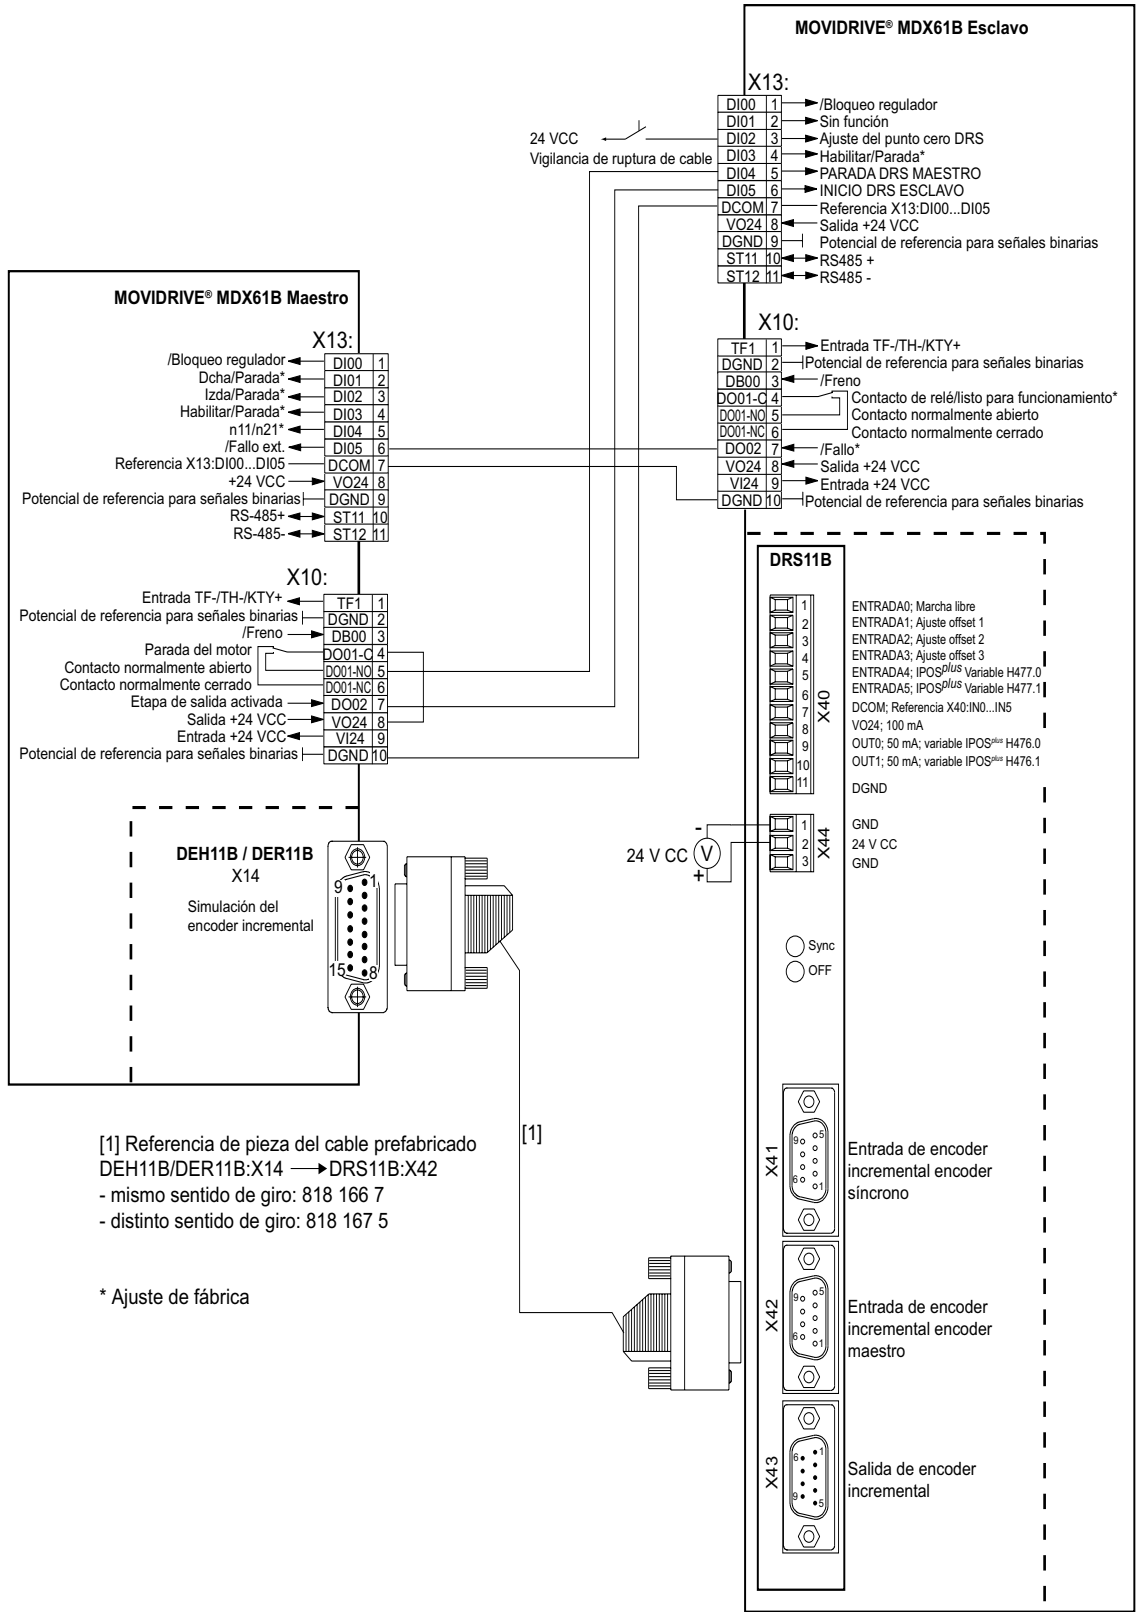 MOVIDRIVE® MDX61B Esclavo
X13:
DI00 1 /Bloqueo regulador
DI01 2 Sin función
24 VCC DI02 3 Ajuste del punto cero DRS
Vigilancia de ruptura de cable DI03 4 Habilitar/Parada*
DI04 5 PARADA DRS MAESTRO
DI05 6 INICIO DRS ESCLAVO
DCOM 7 Referencia X13:DI00...DI05
VO24 8 Salida +24 VCC
DGND 9 Potencial de referencia para señales binarias
ST11 10 RS485 +
ST12 11 RS485 -
X10:
TF1 1 Entrada TF-/TH-/KTY+
DGND 2 Potencial de referencia para señales binarias
DB00 3 /Freno
DO01-C 4 Contacto de relé/listo para funcionamiento*
DO01-NO 5 Contacto normalmente abierto
DO01-NC 6 Contacto normalmente cerrado
DO02 7 /Fallo*
VO24 8 Salida +24 VCC
VI24 9 Entrada +24 VCC
DGND 10 Potencial de referencia para señales binarias
MOVIDRIVE® MDX61B Maestro
X13:
/Bloqueo regulador DI00 1
Dcha/Parada* DI01 2
Izda/Parada* DI02 3
Habilitar/Parada* DI03 4
n11/n21* DI04 5
/Fallo ext. DI05 6
Referencia X13:DI00...DI05 DCOM 7
+24 VCC VO24 8
Potencial de referencia para señales binarias DGND 9
RS-485+ ST11 10
RS-485- ST12 11
X10:
Entrada TF-/TH-/KTY+ TF1 1
Potencial de referencia para señales binarias DGND 2
/Freno DB00 3
Parada del motor DO01-C 4
Contacto normalmente abierto DO01-NO 5
Contacto normalmente cerrado DO01-NC 6
Etapa de salida activada DO02 7
Salida +24 VCC VO24 8
Entrada +24 VCC VI24 9
Potencial de referencia para señales binarias DGND 10
DEH11B / DER11B
X14
Simulación del
encoder incremental
9 1
15 8
DRS11B
X40
1 ENTRADA0; Marcha libre
2 ENTRADA1; Ajuste offset 1
3 ENTRADA2; Ajuste offset 2
4 ENTRADA3; Ajuste offset 3
5 ENTRADA4; IPOSplus Variable H477.0
6 ENTRADA5; IPOSplus Variable H477.1
7 DCOM; Referencia X40:IN0...IN5
8 VO24; 100 mA
9 OUT0; 50 mA; variable IPOSplus H476.0
10 OUT1; 50 mA; variable IPOSplus H476.1
11 DGND
X44
1 GND
2 24 V CC
3 GND
-
24 V CC V
+
Sync
OFF
X41
9 5
6 1
Entrada de encoder
incremental encoder
síncrono
X42
9 5
6 1
Entrada de encoder
incremental encoder
maestro
X43
6 1
9 5
Salida de encoder
incremental
[1]
[1] Referencia de pieza del cable prefabricado
DEH11B/DER11B:X14 → DRS11B:X42
- mismo sentido de giro: 818 166 7
- distinto sentido de giro: 818 167 5
* Ajuste de fábrica